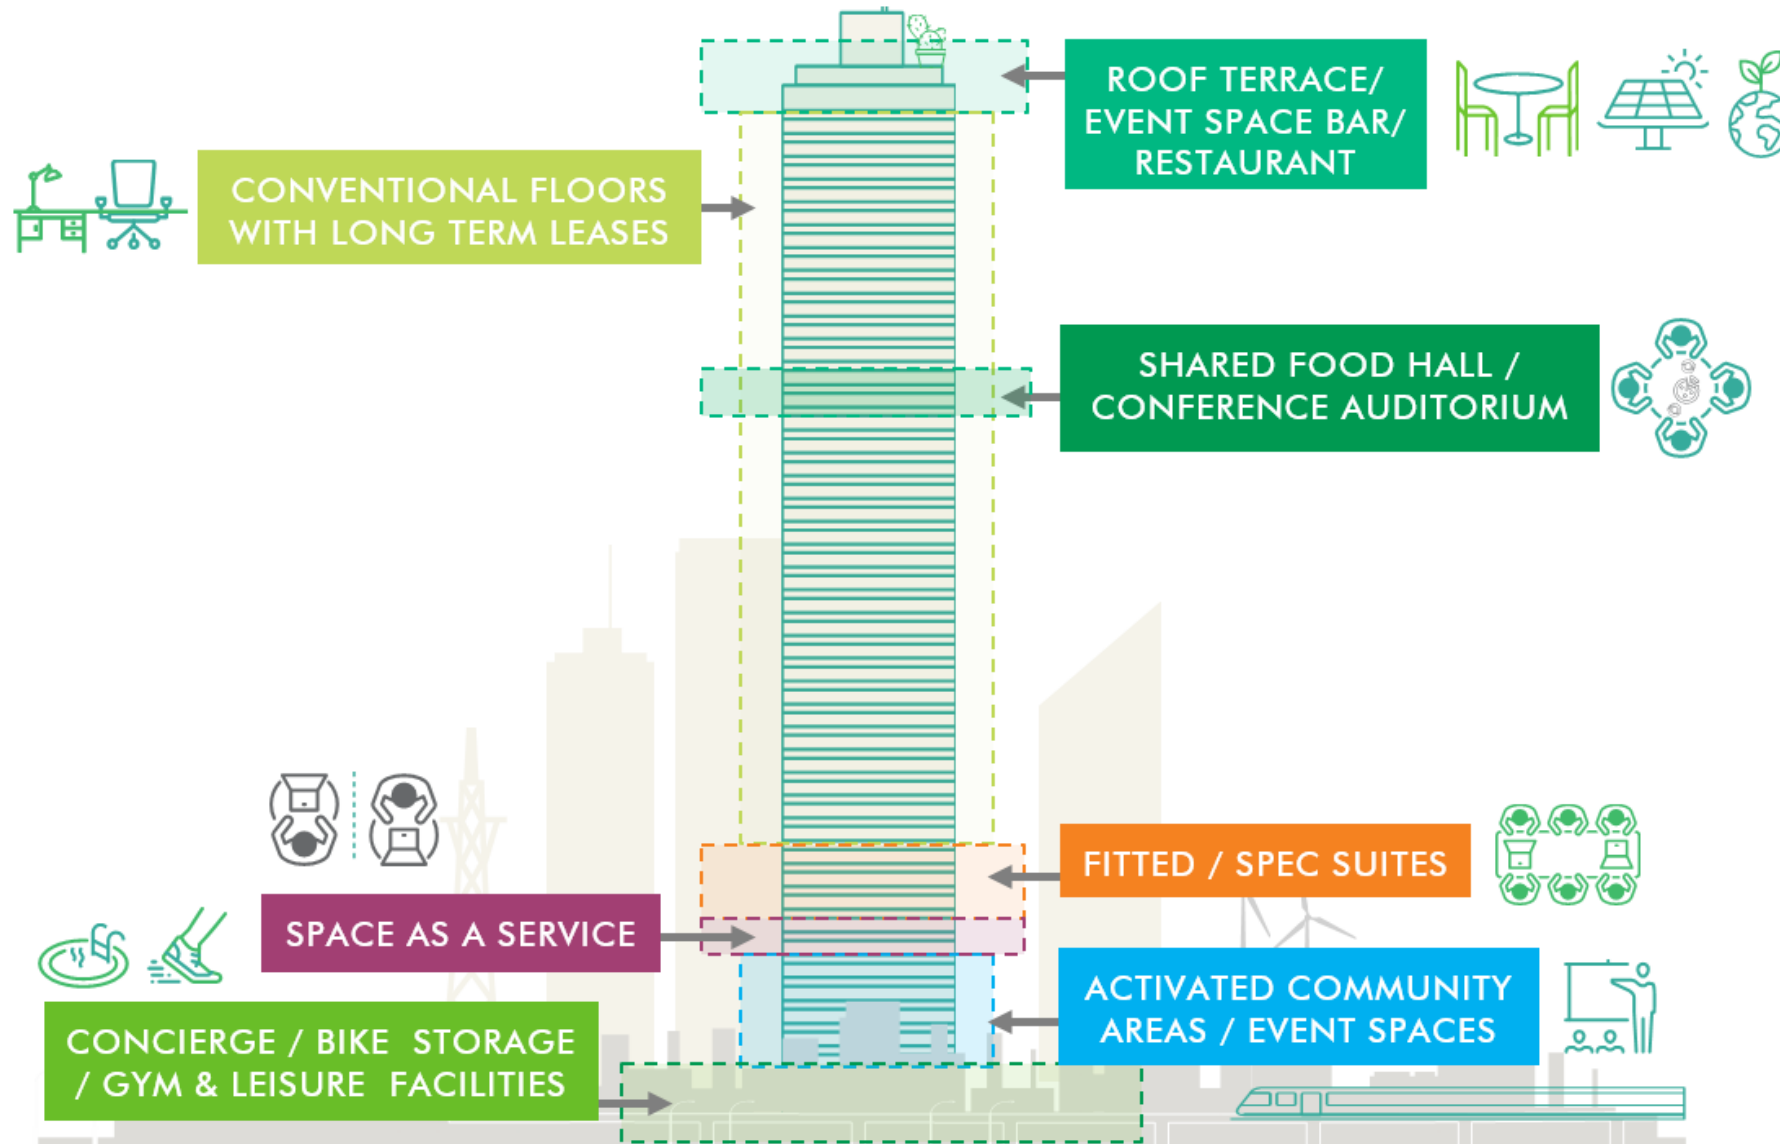 ROOF TERRACE/
EVENT SPACE BAR/
RESTAURANT
CONVENTIONAL FLOORS
WITH LONG TERM LEASES
SHARED FOOD HALL /
CONFERENCE AUDITORIUM
FITTED / SPEC SUITES
SPACE AS A SERVICE
ACTIVATED COMMUNITY
AREAS / EVENT SPACES
CONCIERGE / BIKE STORAGE
/ GYM & LEISURE FACILITIES